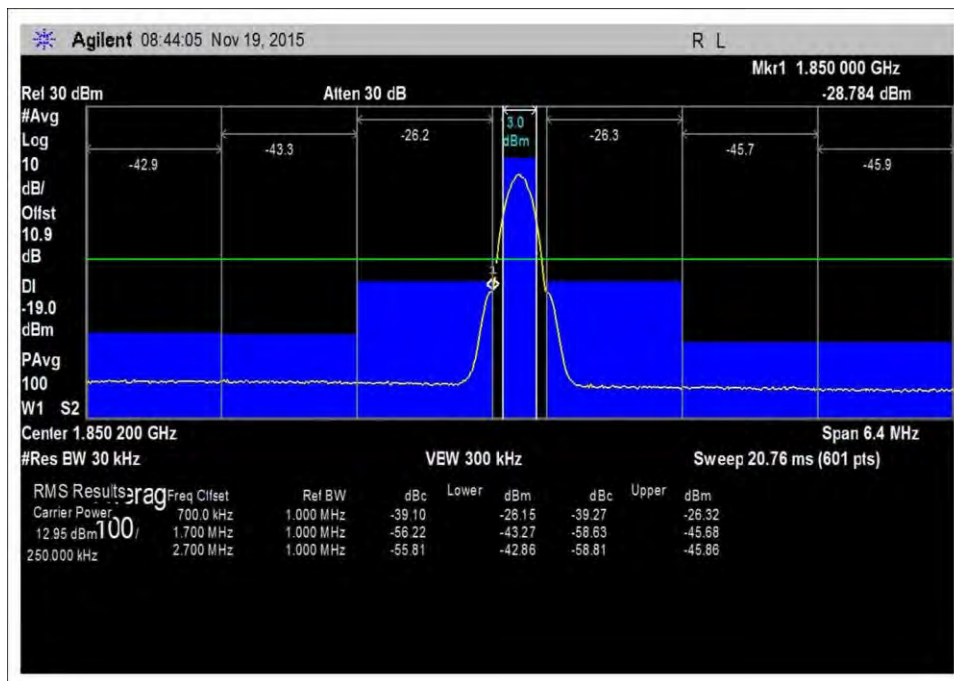 Agilent 08:44:05 Nov 19, 2015 R L
Mkr1 1.850 000 GHz
Ref 30 dBm Atten 30 dB -28.784 dBm
#Avg
Log
10
dB/
Offst
10.9
dB
DI
-19.0
dBm
PAvg
100
W1 S2
3.0
dBm
-42.9 -43.3 -26.2 -26.3 -45.7 -45.9
1
Center 1.850 200 GHz Span 6.4 MHz
#Res BW 30 kHz VBW 300 kHz Sweep 20.76 ms (601 pts)
RMS Results Freq Offset Ref BW dBc Lower dBm dBc Upper dBm
Carrier Power 700.0 kHz 1.000 MHz -39.10 -26.15 -39.27 -26.32
12.95 dBm/ 1.700 MHz 1.000 MHz -56.22 -43.27 -58.63 -45.68
250.000 kHz 2.700 MHz 1.000 MHz -55.81 -42.86 -58.81 -45.86
100